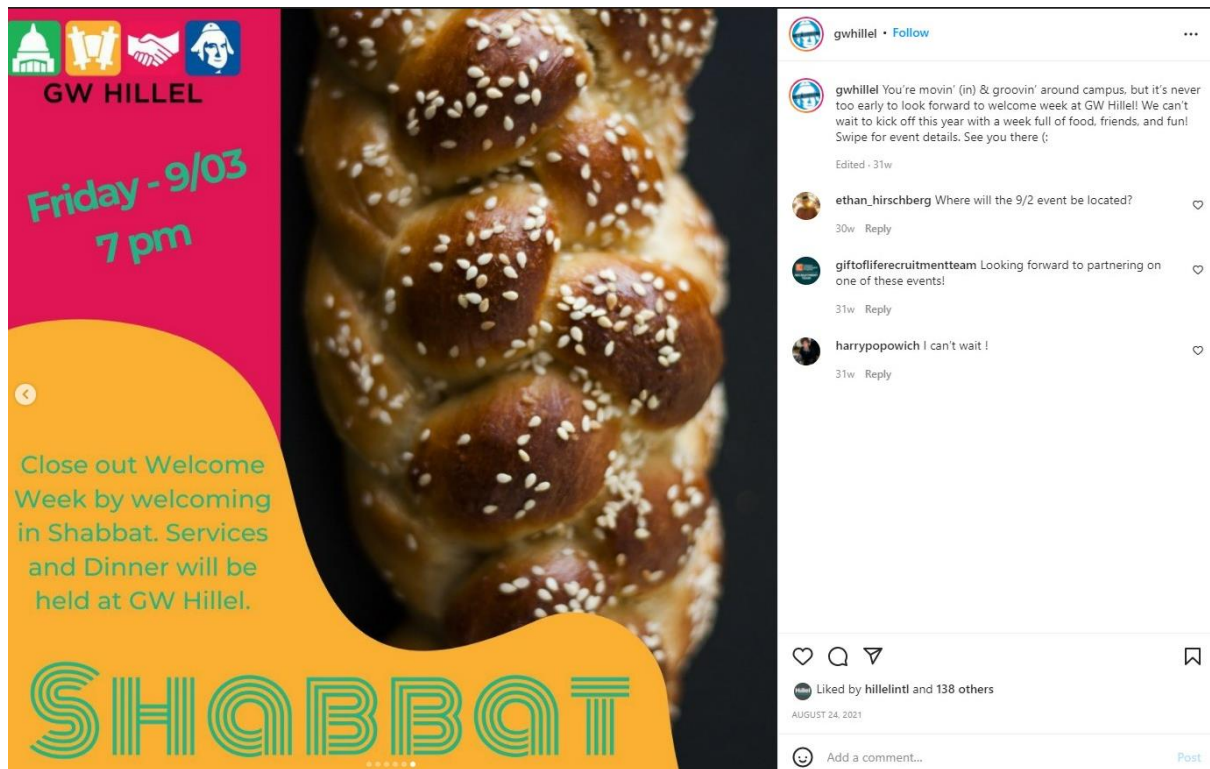 GW HILLEL
Friday - 9/03
7 pm
Close out Welcome
Week by welcoming
in Shabbat. Services
and Dinner will be
held at GW Hillel.
SHABBAT
gwhillel • Follow
gwhillel You're movin' (in) & groovin' around campus, but it's never
too early to look forward to welcome week at GW Hillel! We can't
wait to kick off this year with a week full of food, friends, and fun!
Swipe for event details. See you there (:
Edited · 31w
ethan_hirschberg Where will the 9/2 event be located?
30w Reply
giftofliferecruitmentteam Looking forward to partnering on
one of these events!
31w Reply
harrypopowich I can't wait !
31w Reply
Liked by hillelintl and 138 others
AUGUST 24, 2021
Add a comment...
Post